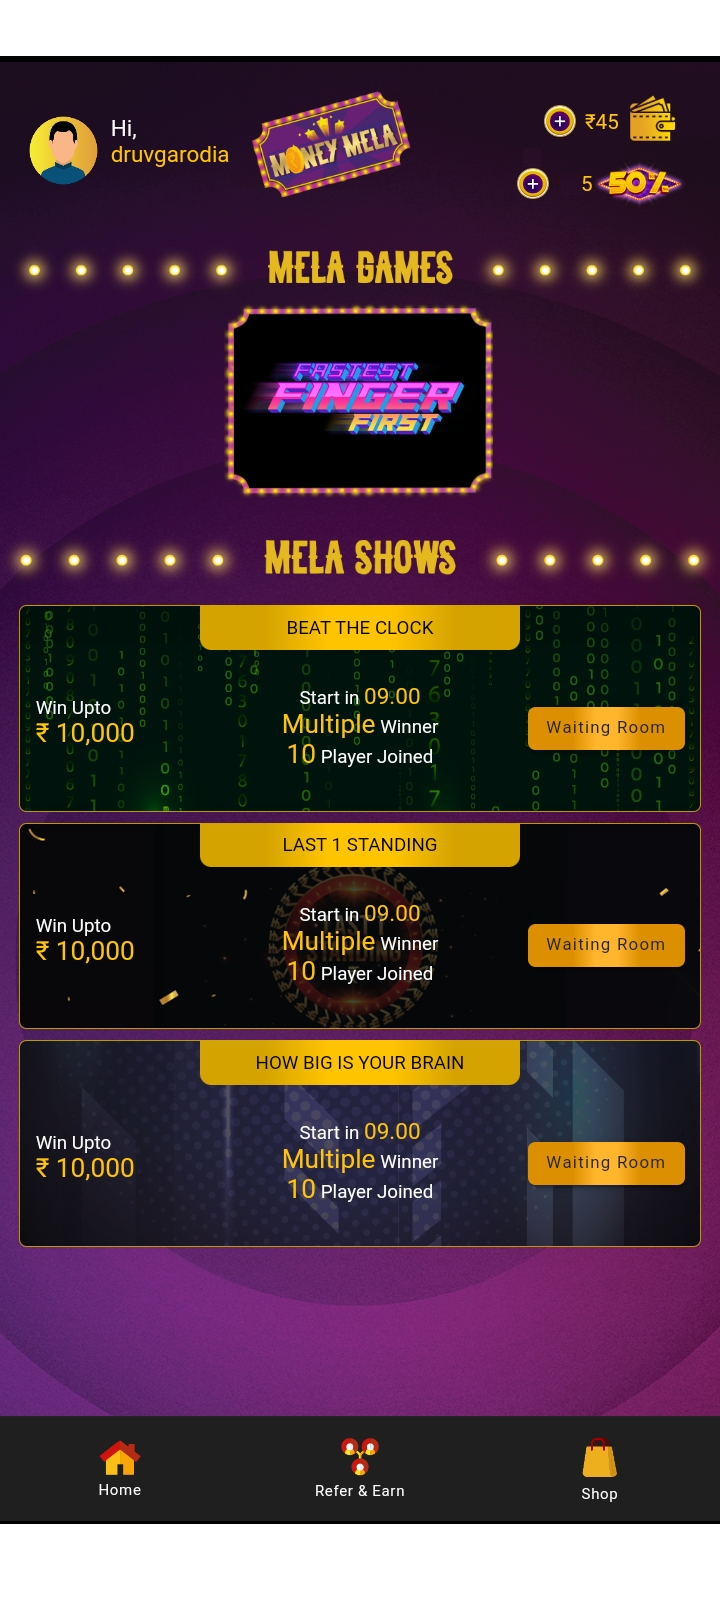 Hi,
druvgarodia
MONEY MELA
₹45
5 50%
MELA GAMES
FASTEST
FINGER
FIRST
MELA SHOWS
BEAT THE CLOCK
Win Upto
₹ 10,000
Start in 09.00
Multiple Winner
10 Player Joined
Waiting Room
LAST 1 STANDING
Win Upto
₹ 10,000
Start in 09.00
Multiple Winner
10 Player Joined
Waiting Room
HOW BIG IS YOUR BRAIN
Win Upto
₹ 10,000
Start in 09.00
Multiple Winner
10 Player Joined
Waiting Room
Home
Refer & Earn
Shop